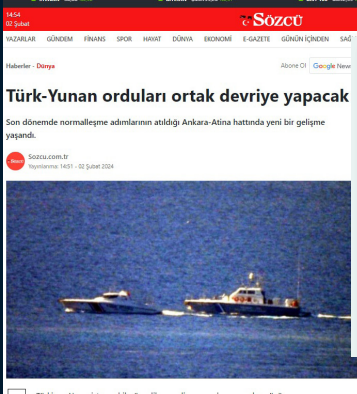 14:54
02 Şubat
SÖZCÜ
YAZARLAR GÜNDEM FİNANS SPOR HAYAT DÜNYA EKONOMİ E-GAZETE GÜNÜN İÇİNDEN
Haberler - Dünya
Abone Ol Google News
Türk-Yunan orduları ortak devriye yapacak
Son dönemde normalleşme adımlarının atıldığı Ankara-Atina hattında yeni bir gelişme
yaşandı.
Sozcu.com.tr
Yayınlanma: 14:51 - 02 Şubat 2024